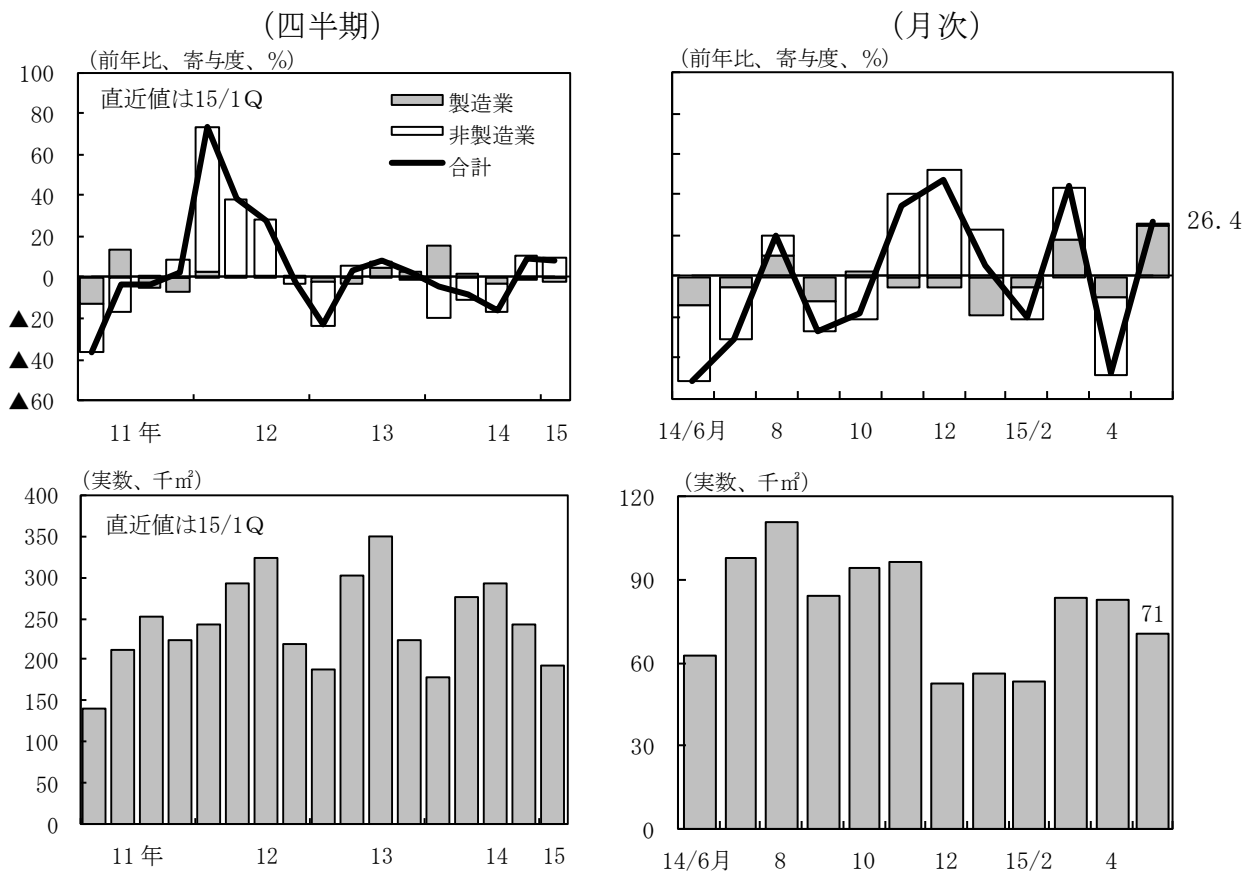 (四半期)
(前年比、寄与度、%)
直近値は15/1Q
製造業
非製造業
合計
100
80
60
40
20
0
▲20
▲40
▲60
11 年
12
13
14
15
(月次)
(前年比、寄与度、%)
26.4
14/6月
8
10
12
15/2
4
(実数、千㎡)
直近値は15/1Q
400
350
300
250
200
150
100
50
0
11 年
12
13
14
15
(実数、千㎡)
120
90
60
30
0
71
14/6月
8
10
12
15/2
4